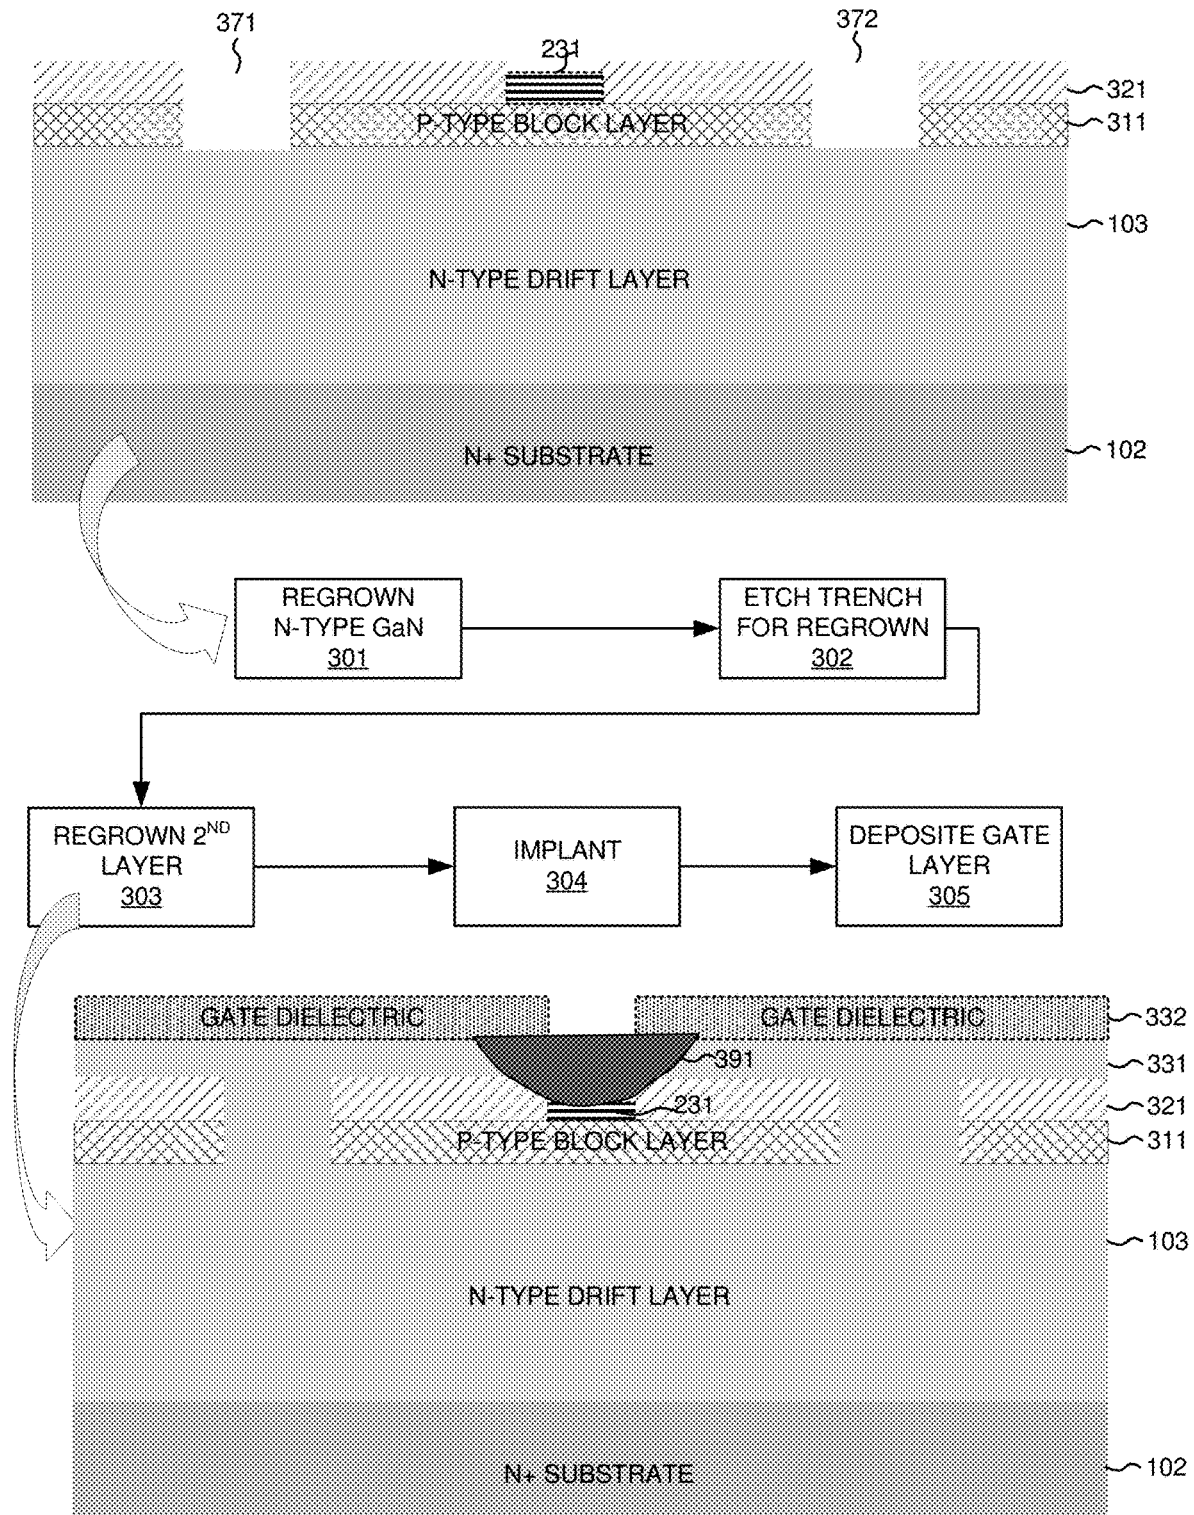 371
231
372
321
P-TYPE BLOCK LAYER
311
103
N-TYPE DRIFT LAYER
N+ SUBSTRATE
102
REGROWN
N-TYPE GaN
301
ETCH TRENCH
FOR REGROWN
302
REGROWN 2ND
LAYER
303
IMPLANT
304
DEPOSITE GATE
LAYER
305
GATE DIELECTRIC
GATE DIELECTRIC
332
391
331
231
321
P-TYPE BLOCK LAYER
311
103
N-TYPE DRIFT LAYER
N+ SUBSTRATE
102